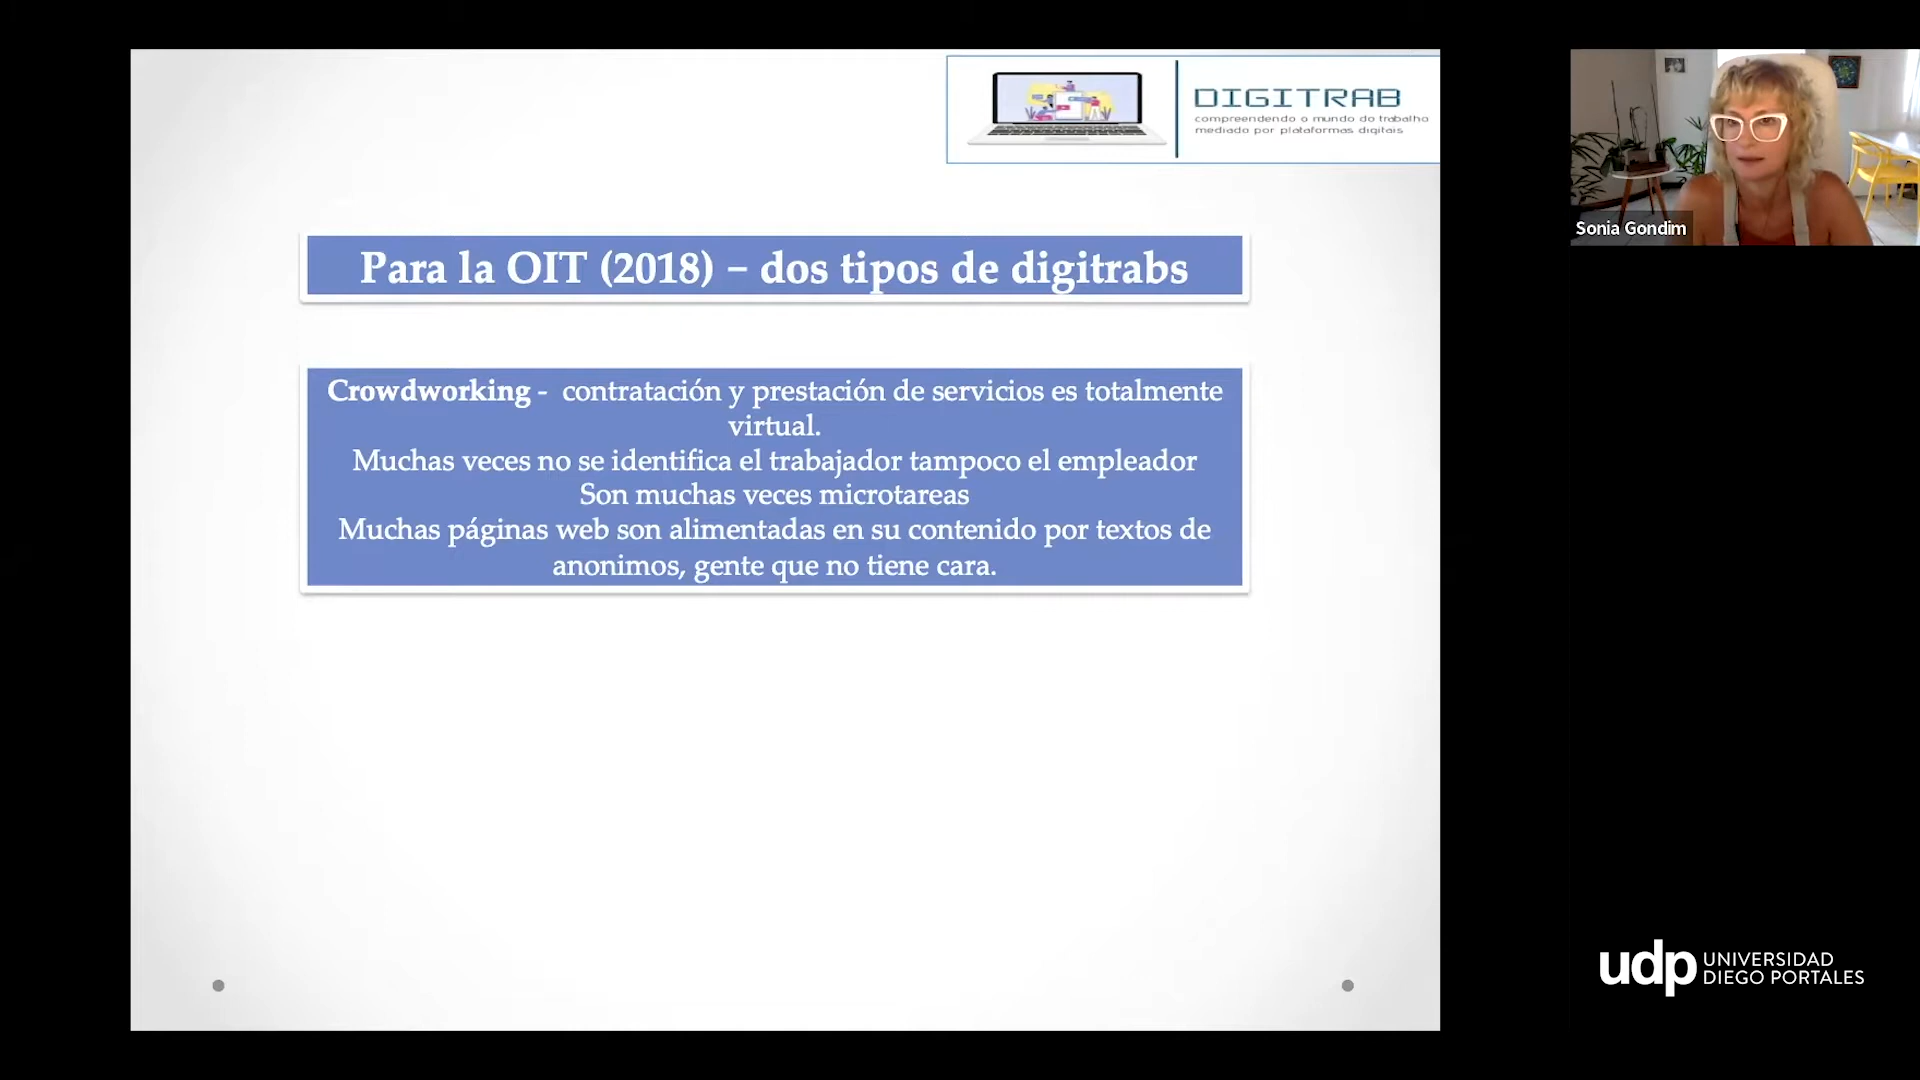 DIGITRAB
compreendendo o mundo do trabalho
mediado por plataformas digitais
Sonia Gondim
Para la OIT (2018) – dos tipos de digitrabs
Crowdworking - contratación y prestación de servicios es totalmente
virtual.
Muchas veces no se identifica el trabajador tampoco el empleador
Son muchas veces microtareas
Muchas páginas web son alimentadas en su contenido por textos de
anonimos, gente que no tiene cara.
udp UNIVERSIDAD
DIEGO PORTALES